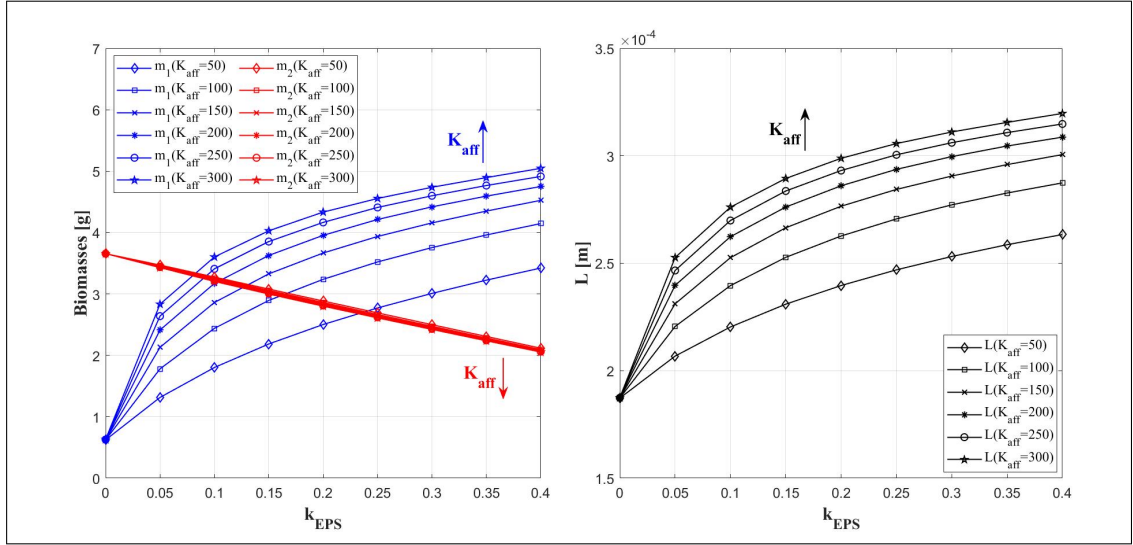 7
6
5
4
3
2
1
0
Biomasses [g]
m1(Kaff=50) m2(Kaff=50)
m1(Kaff=100) m2(Kaff=100)
m1(Kaff=150) m2(Kaff=150)
m1(Kaff=200) m2(Kaff=200)
m1(Kaff=250) m2(Kaff=250)
m1(Kaff=300) m2(Kaff=300)
Kaff
Kaff
0 0.05 0.1 0.15 0.2 0.25 0.3 0.35 0.4
kEPS
×10-4
3.5
3
2.5
2
1.5
L [m]
Kaff
L(Kaff=50)
L(Kaff=100)
L(Kaff=150)
L(Kaff=200)
L(Kaff=250)
L(Kaff=300)
0 0.05 0.1 0.15 0.2 0.25 0.3 0.35 0.4
kEPS